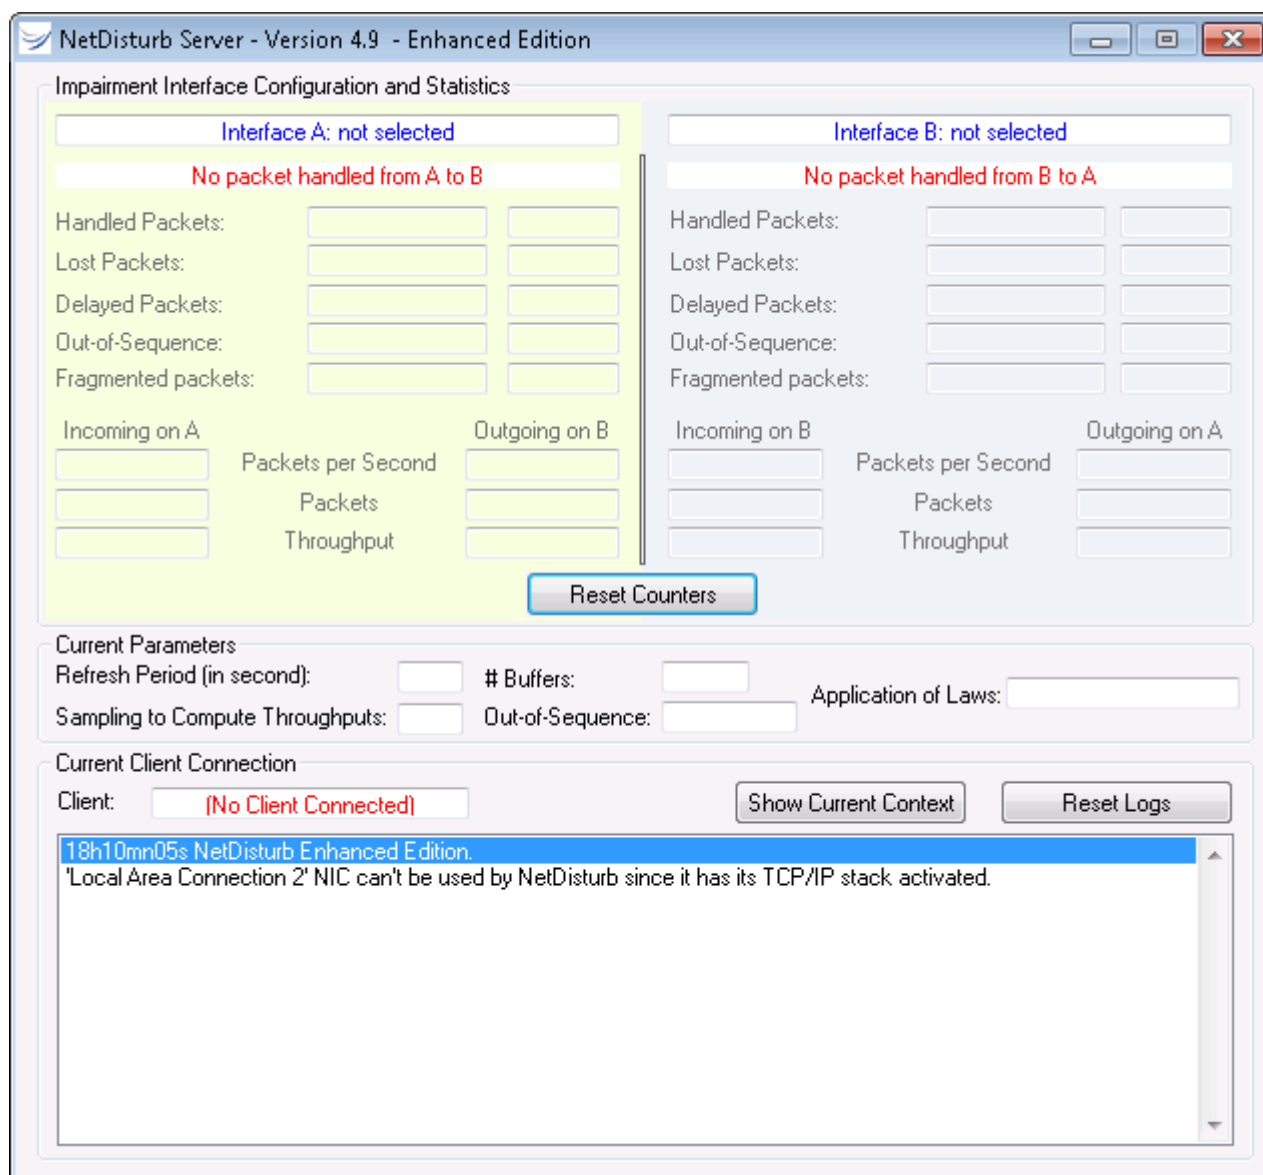 NetDisturb Server - Version 4.9 - Enhanced Edition
Impairment Interface Configuration and Statistics
Interface A: not selected
No packet handled from A to B
Handled Packets:
Lost Packets:
Delayed Packets:
Out-of-Sequence:
Fragmented packets:
Incoming on A Outgoing on B
Packets per Second
Packets
Throughput
Interface B: not selected
No packet handled from B to A
Handled Packets:
Lost Packets:
Delayed Packets:
Out-of-Sequence:
Fragmented packets:
Incoming on B Outgoing on A
Packets per Second
Packets
Throughput
Reset Counters
Current Parameters
Refresh Period (in second): # Buffers:
Application of Laws:
Sampling to Compute Throughputs: Out-of-Sequence:
Current Client Connection
Client: (No Client Connected) Show Current Context Reset Logs
18h10mn05s NetDisturb Enhanced Edition.
'Local Area Connection 2' NIC can't be used by NetDisturb since it has its TCP/IP stack activated.